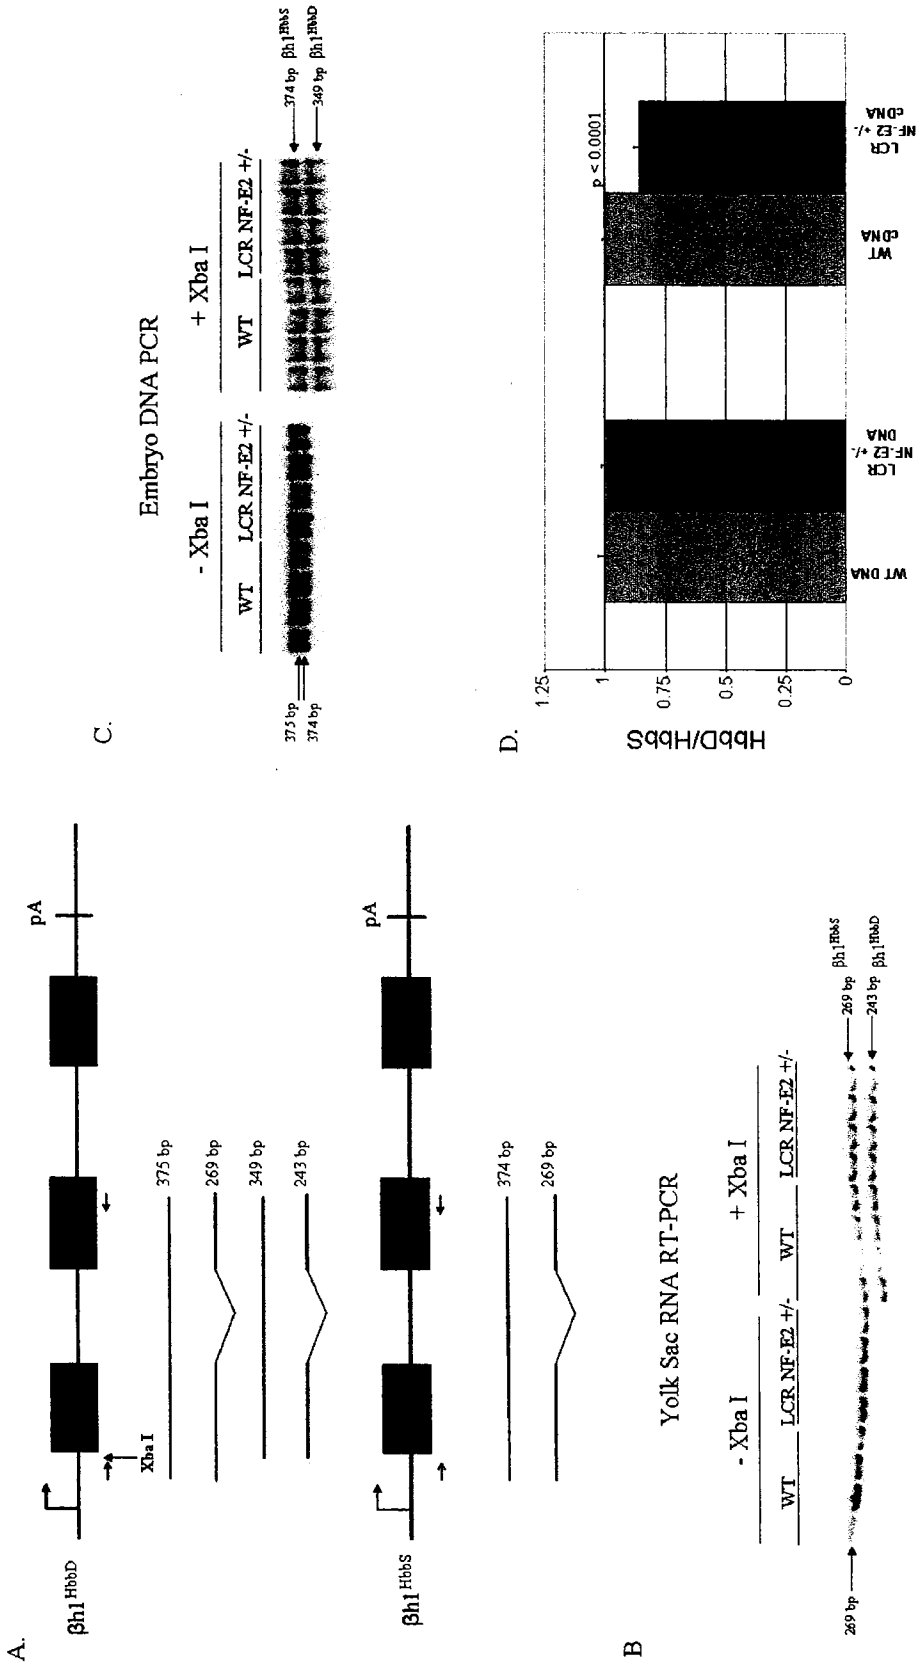 A.
βh1HbbD
pA
Xba I
375 bp
269 bp
349 bp
243 bp
βh1HbbS
pA
374 bp
269 bp
B
Yolk Sac RNA RT-PCR
- Xba I
+ Xba I
WT
LCR NF-E2 +/-
WT
LCR NF-E2 +/-
269 bp
269 bp βh1HbbS
243 bp βh1HbbD
C.
Embryo DNA PCR
- Xba I
+ Xba I
WT
LCR NF-E2 +/-
WT
LCR NF-E2 +/-
375 bp
374 bp
374 bp βh1HbbS
349 bp βh1HbbD
D.
HbbD/HbbS
1.25
1
0.75
0.5
0.25
0
p < 0.0001
WT DNA
LCR
NF-E2 +/-
DNA
WT
cDNA
LCR
NF-E2 +/-
cDNA